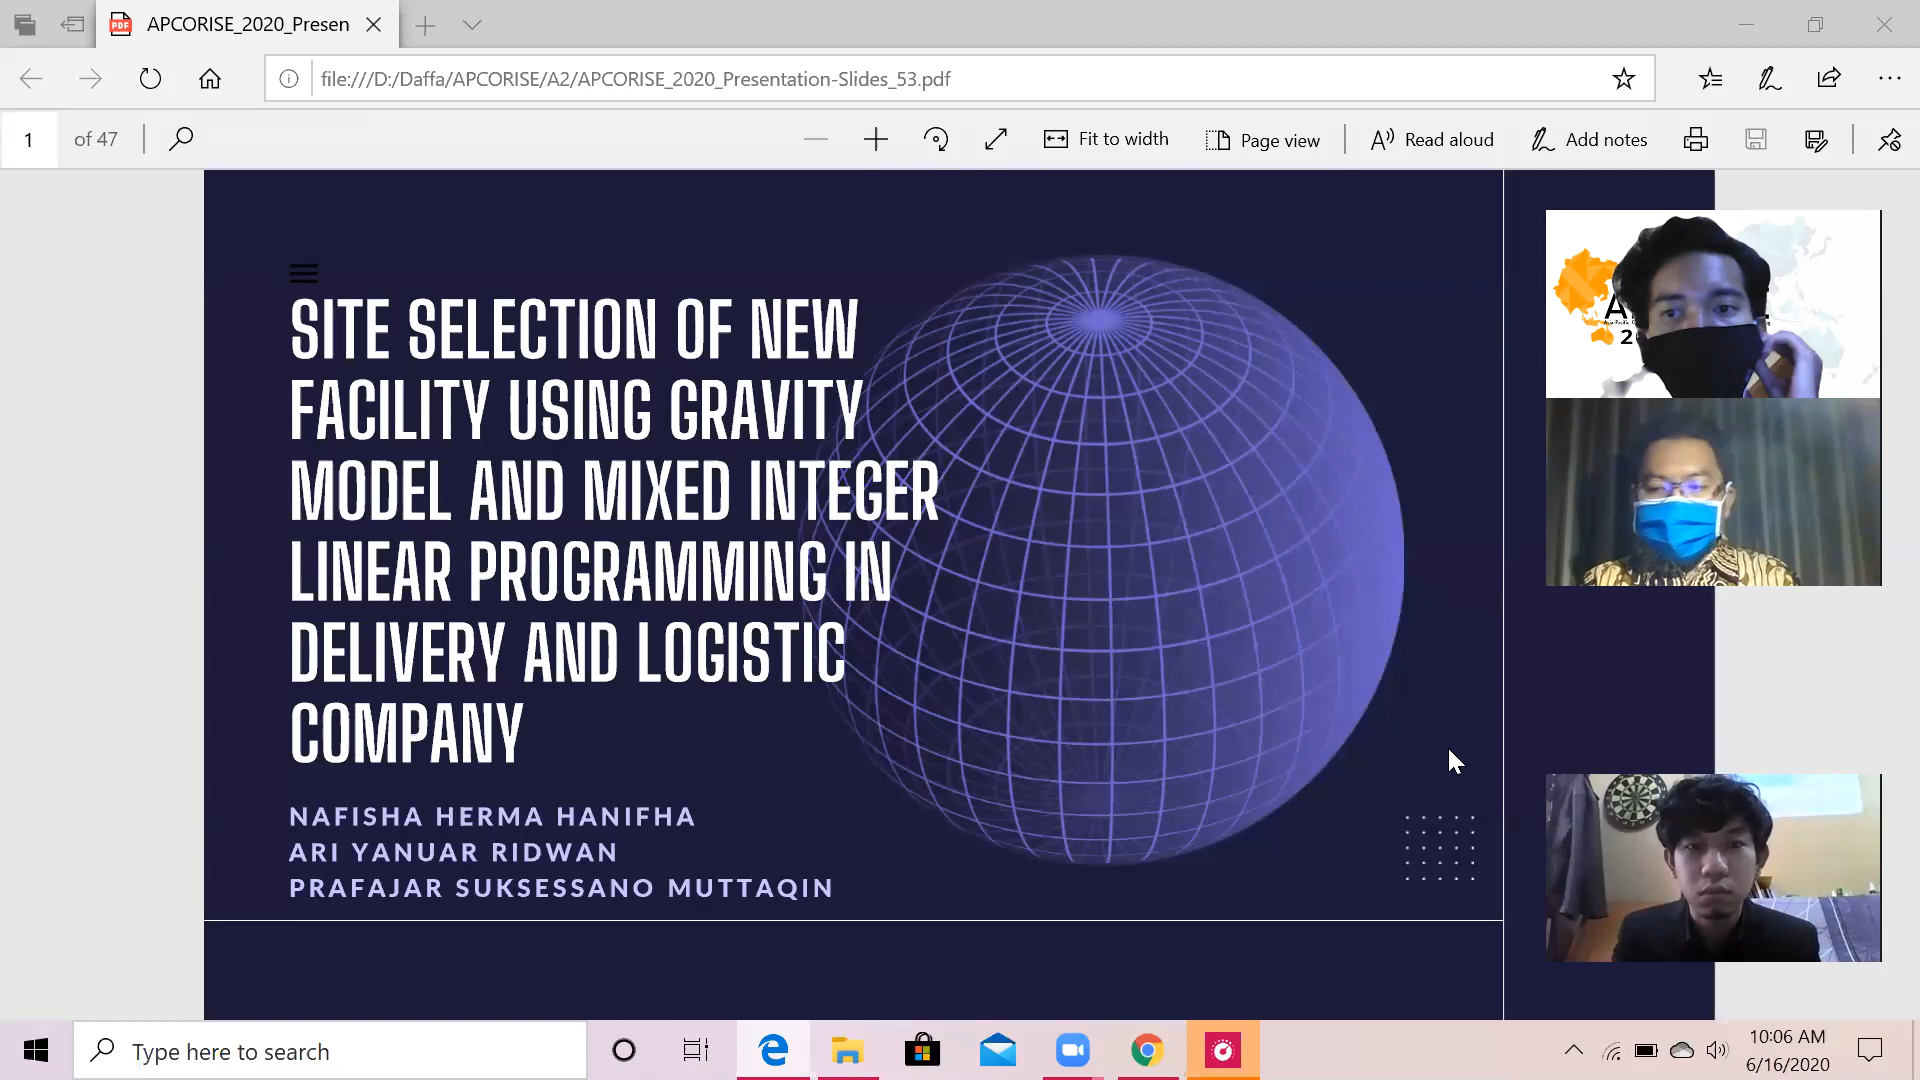 APCORISE_2020_Presen
file:///D:/Daffa/APCORISE/A2/APCORISE_2020_Presentation-Slides_53.pdf
1 of 47
Fit to width
Page view
Read aloud
Add notes
SITE SELECTION OF NEW
FACILITY USING GRAVITY
MODEL AND MIXED INTEGER
LINEAR PROGRAMMING IN
DELIVERY AND LOGISTIC
COMPANY
NAFISHA HERMA HANIFHA
ARI YANUAR RIDWAN
PRAFAJAR SUKSESSANO MUTTAQIN
Type here to search
10:06 AM
6/16/2020